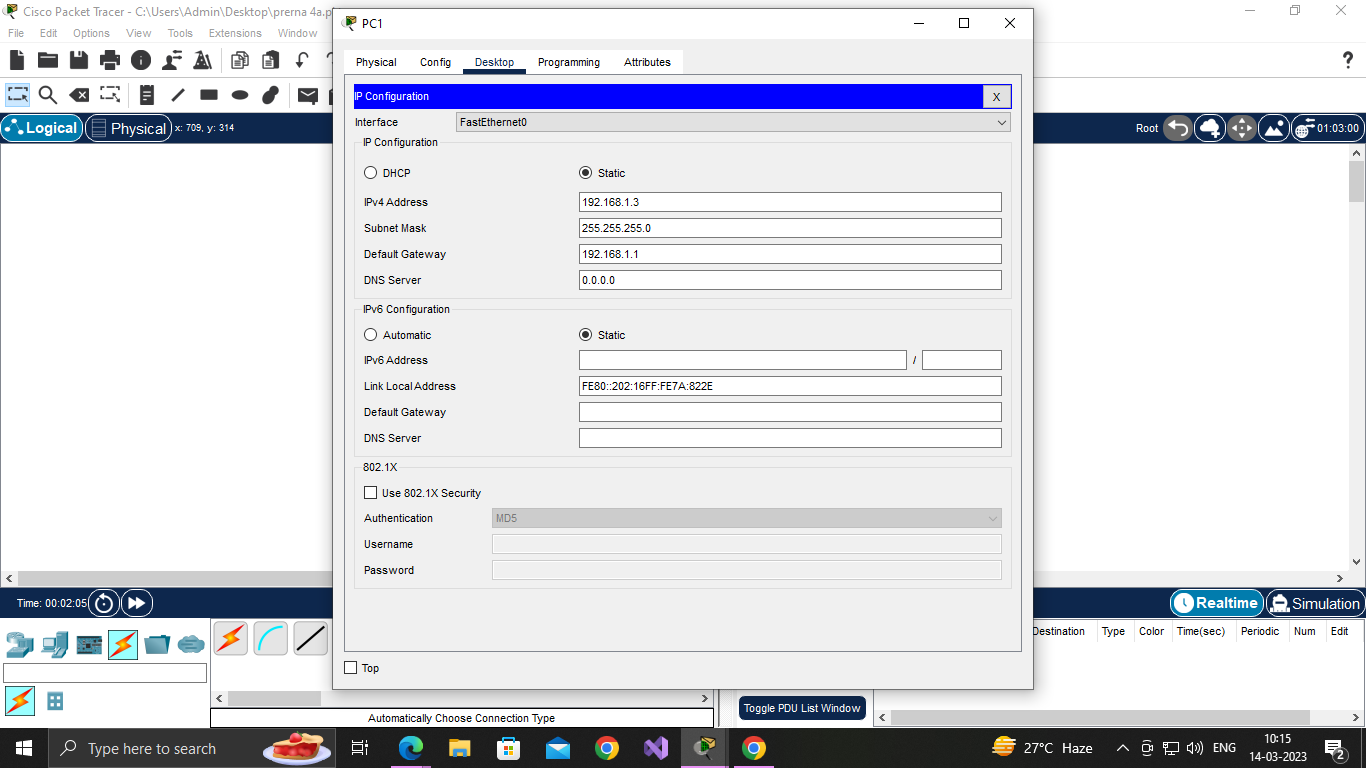 Cisco Packet Tracer - C:\Users\Admin\Desktop\prerna 4a.p
File Edit Options View Tools Extensions Window
PC1
Physical Config Desktop Programming Attributes
IP Configuration X
Interface FastEthernet0
IP Configuration
DHCP Static
IPv4 Address 192.168.1.3
Subnet Mask 255.255.255.0
Default Gateway 192.168.1.1
DNS Server 0.0.0.0
IPv6 Configuration
Automatic Static
IPv6 Address /
Link Local Address FE80::202:16FF:FE7A:822E
Default Gateway
DNS Server
802.1X
Use 802.1X Security
Authentication MD5
Username
Password
Top
?
Logical Physical x: 709, y: 314
Root 01:03:00
Time: 00:02:05
Realtime Simulation
Destination Type Color Time(sec) Periodic Num Edit
Toggle PDU List Window
Automatically Choose Connection Type
Type here to search
27°C Haze
ENG
10:15
14-03-2023
2